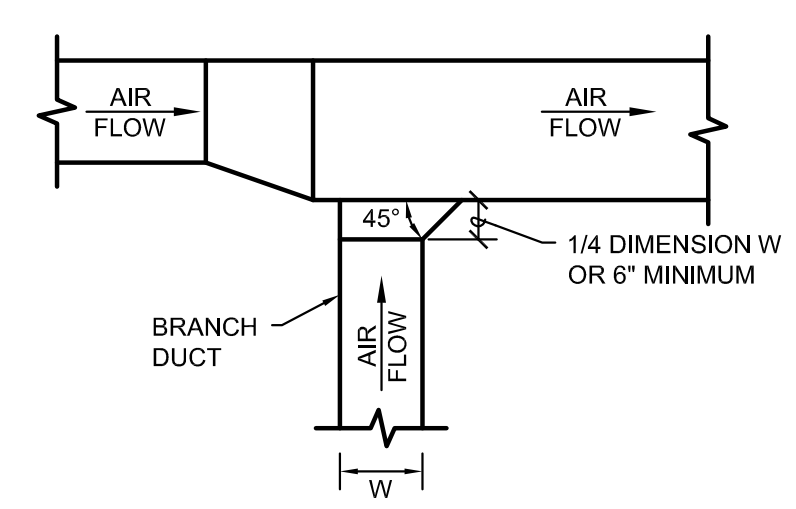 AIR
FLOW
AIR
FLOW
45°
1/4 DIMENSION W
OR 6" MINIMUM
BRANCH
DUCT
AIR
FLOW
W